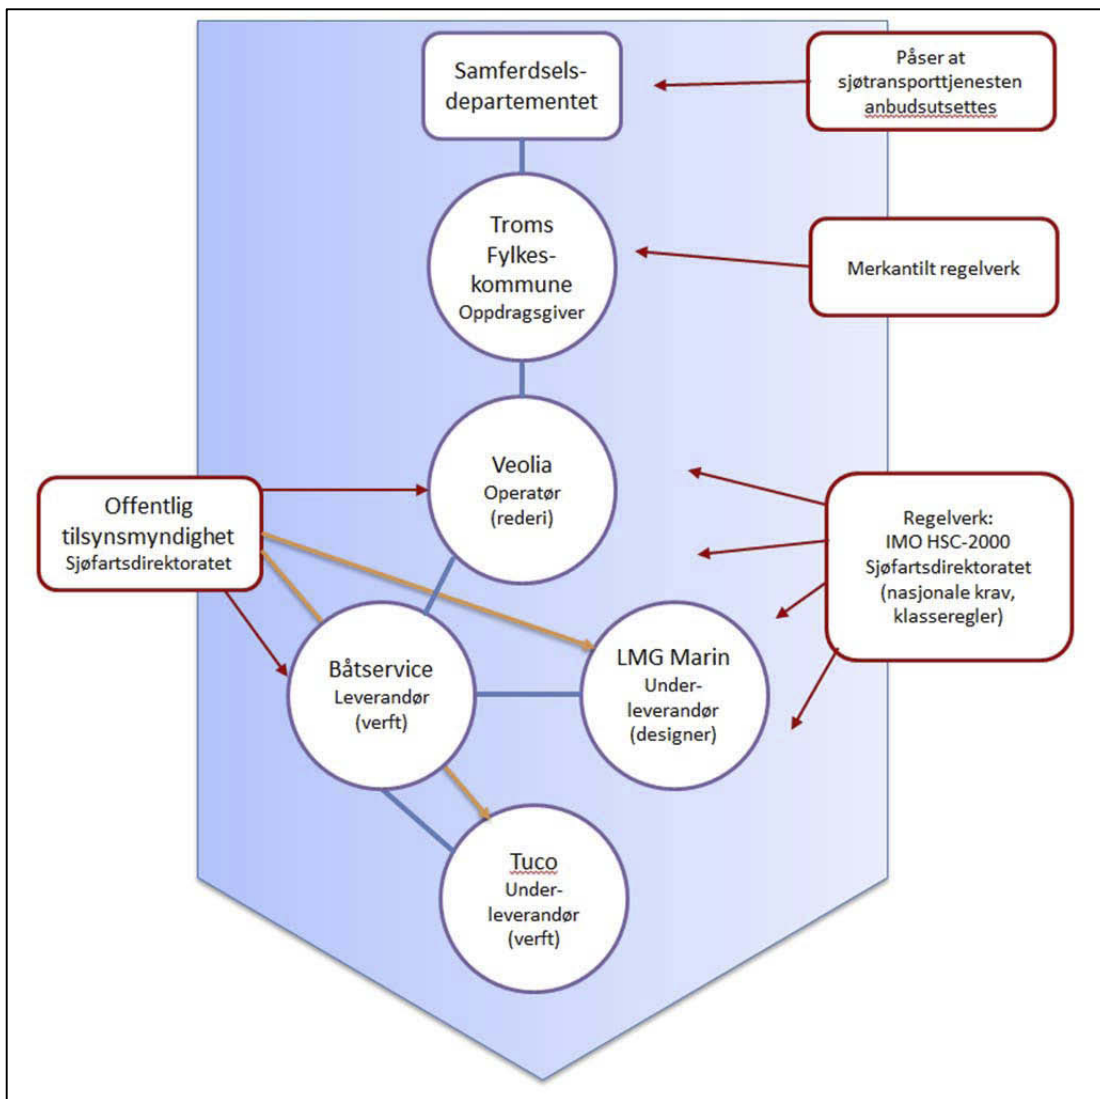 Samferdsels-
departementet
Påser at
sjøtransporttjenesten
anbudsutsettes
Troms
Fylkes-
kommune
Oppdragsgiver
Merkantilt regelverk
Veolia
Operatør
(rederi)
Offentlig
tilsynsmyndighet
Sjøfartsdirektoratet
Regelverk:
IMO HSC-2000
Sjøfartsdirektoratet
(nasjonale krav,
klasseregler)
Båtservice
Leverandør
(verft)
LMG Marin
Under-
leverandør
(designer)
Tuco
Under-
leverandør
(verft)